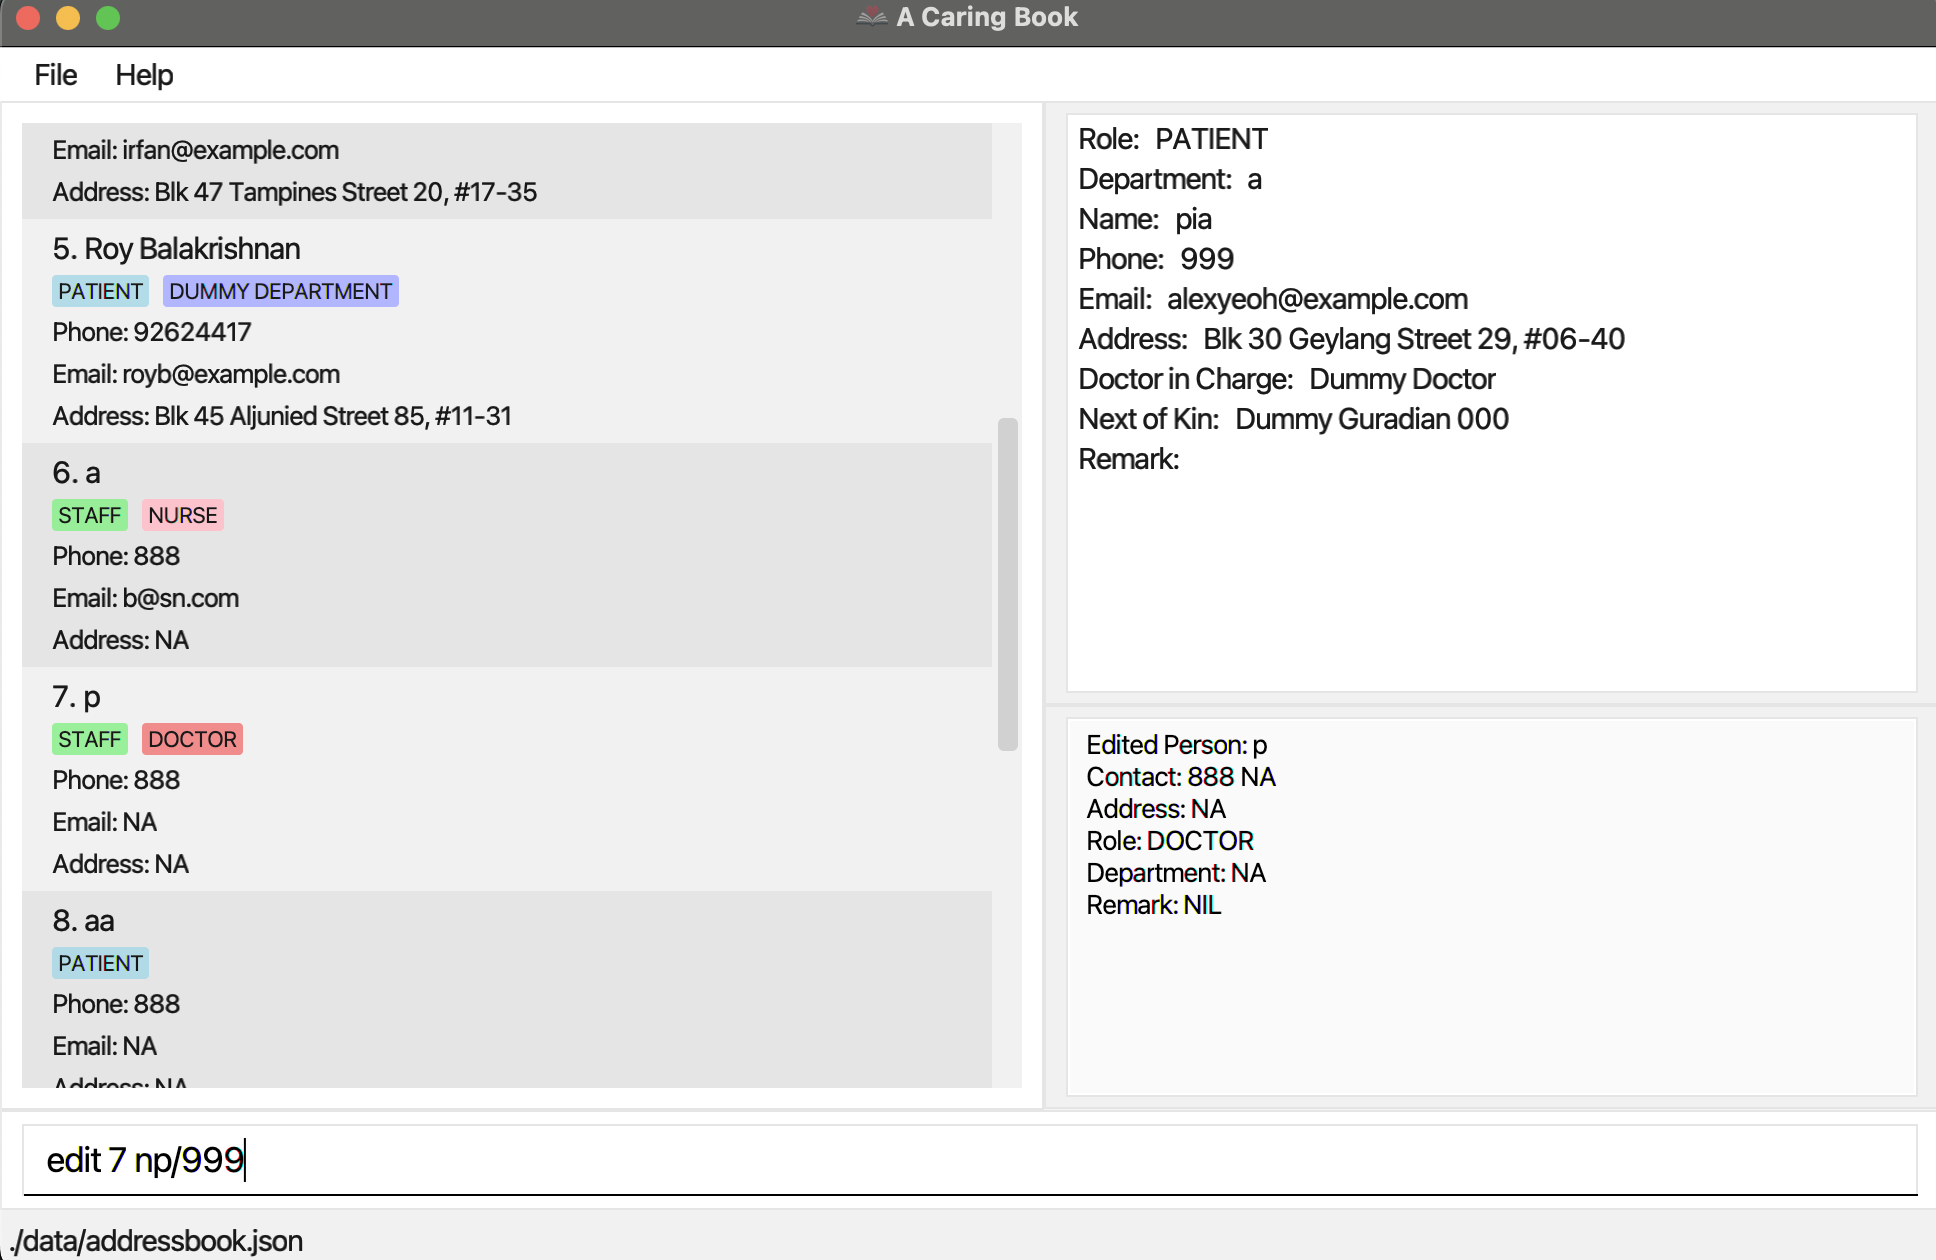 A Caring Book
File Help
Email: irfan@example.com
Address: Blk 47 Tampines Street 20, #17-35
5. Roy Balakrishnan
PATIENT DUMMY DEPARTMENT
Phone: 92624417
Email: royb@example.com
Address: Blk 45 Aljunied Street 85, #11-31
6. a
STAFF NURSE
Phone: 888
Email: b@sn.com
Address: NA
7. p
STAFF DOCTOR
Phone: 888
Email: NA
Address: NA
8. aa
PATIENT
Phone: 888
Email: NA
Address: NA
Role: PATIENT
Department: a
Name: pia
Phone: 999
Email: alexyeoh@example.com
Address: Blk 30 Geylang Street 29, #06-40
Doctor in Charge: Dummy Doctor
Next of Kin: Dummy Guradian 000
Remark:
Edited Person: p
Contact: 888 NA
Address: NA
Role: DOCTOR
Department: NA
Remark: NIL
edit 7 np/999
./data/addressbook.json